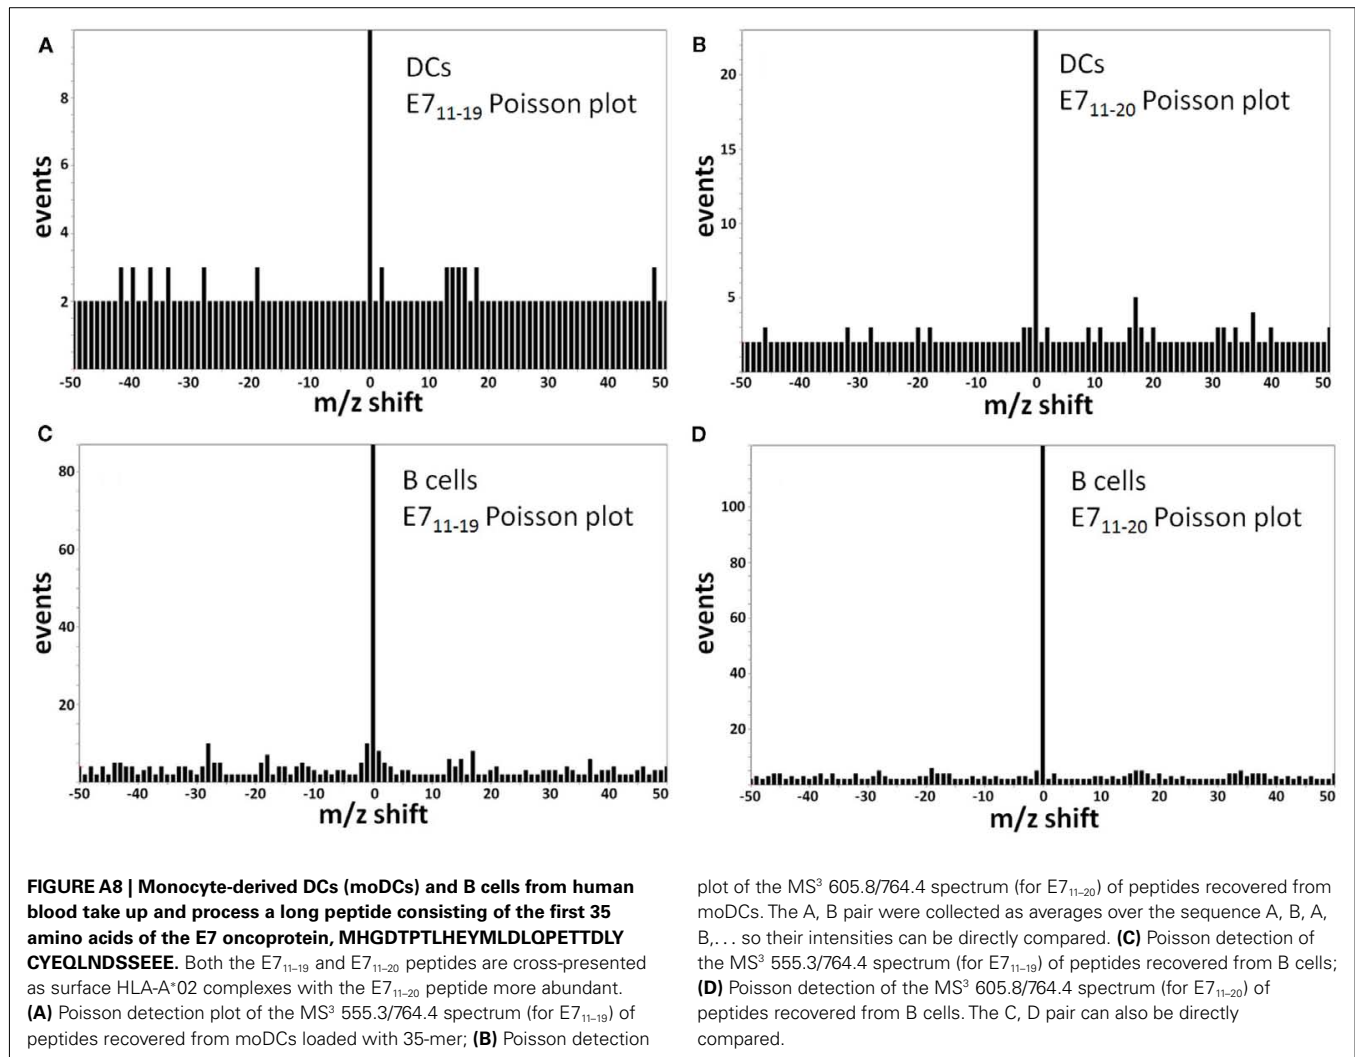 A
DCs
E7₁₁₋₁₉ Poisson plot
8
6
4
2
events
-50 -40 -30 -20 -10 0 10 20 30 40 50
m/z shift
B
DCs
E7₁₁₋₂₀ Poisson plot
20
15
10
5
events
-50 -40 -30 -20 -10 0 10 20 30 40 50
m/z shift
C
B cells
E7₁₁₋₁₉ Poisson plot
80
60
40
20
events
-50 -40 -30 -20 -10 0 10 20 30 40 50
m/z shift
D
B cells
E7₁₁₋₂₀ Poisson plot
100
80
60
40
20
events
-50 -40 -30 -20 -10 0 10 20 30 40 50
m/z shift
FIGURE A8 | Monocyte-derived DCs (moDCs) and B cells from human
blood take up and process a long peptide consisting of the first 35
amino acids of the E7 oncoprotein, MHGDTPTLHEYMLDLQPETTDLY
CYEQLNDSSEEE. Both the E7₁₁₋₁₉ and E7₁₁₋₂₀ peptides are cross-presented
as surface HLA-A*02 complexes with the E7₁₁₋₂₀ peptide more abundant.
(A) Poisson detection plot of the MS³ 555.3/764.4 spectrum (for E7₁₁₋₁₉) of
peptides recovered from moDCs loaded with 35-mer; (B) Poisson detection
plot of the MS³ 605.8/764.4 spectrum (for E7₁₁₋₂₀) of peptides recovered from
moDCs. The A, B pair were collected as averages over the sequence A, B, A,
B,... so their intensities can be directly compared. (C) Poisson detection of
the MS³ 555.3/764.4 spectrum (for E7₁₁₋₁₉) of peptides recovered from B cells;
(D) Poisson detection of the MS³ 605.8/764.4 spectrum (for E7₁₁₋₂₀) of
peptides recovered from B cells. The C, D pair can also be directly
compared.